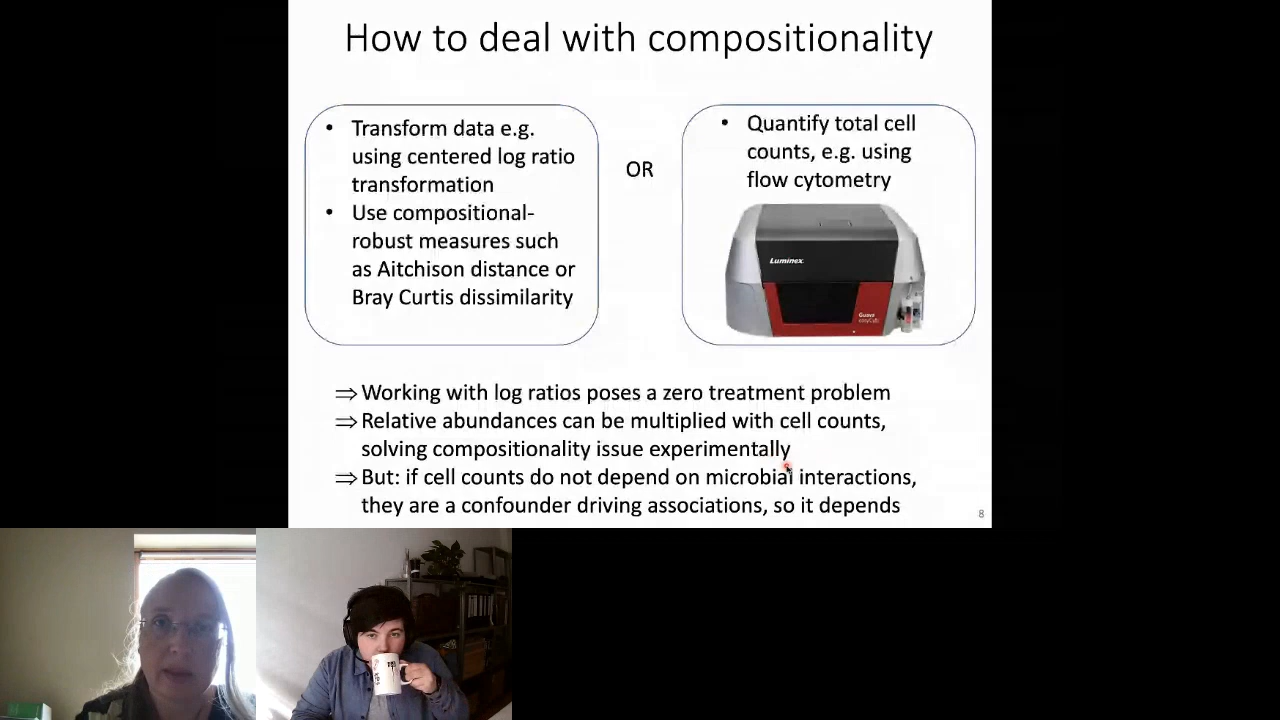 How to deal with compositionality
• Transform data e.g.
using centered log ratio
transformation
• Use compositional-
robust measures such
as Aitchison distance or
Bray Curtis dissimilarity
OR
• Quantify total cell
counts, e.g. using
flow cytometry
Luminex
Guava
easyCyte
⇒ Working with log ratios poses a zero treatment problem
⇒ Relative abundances can be multiplied with cell counts,
solving compositionality issue experimentally
⇒ But: if cell counts do not depend on microbial interactions,
they are a confounder driving associations, so it depends
8